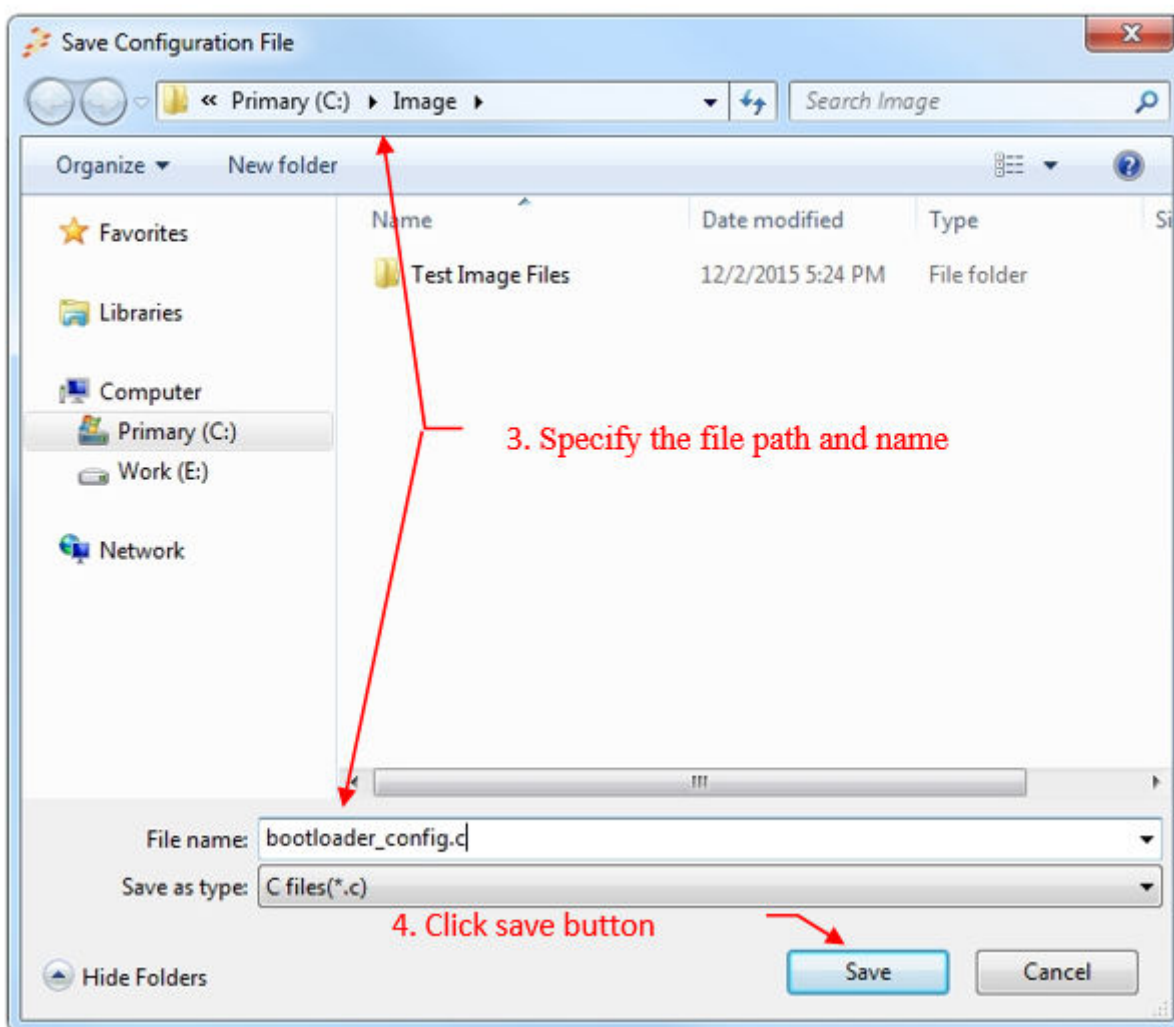 Save Configuration File
« Primary (C:) ▸ Image ▸
Search Image
Organize
New folder
Name
Date modified
Type
Si
Favorites
Test Image Files
12/2/2015 5:24 PM
File folder
Libraries
Computer
Primary (C:)
3. Specify the file path and name
Work (E:)
Network
File name:
bootloader_config.c
Save as type:
C files(*.c)
4. Click save button
Hide Folders
Save
Cancel